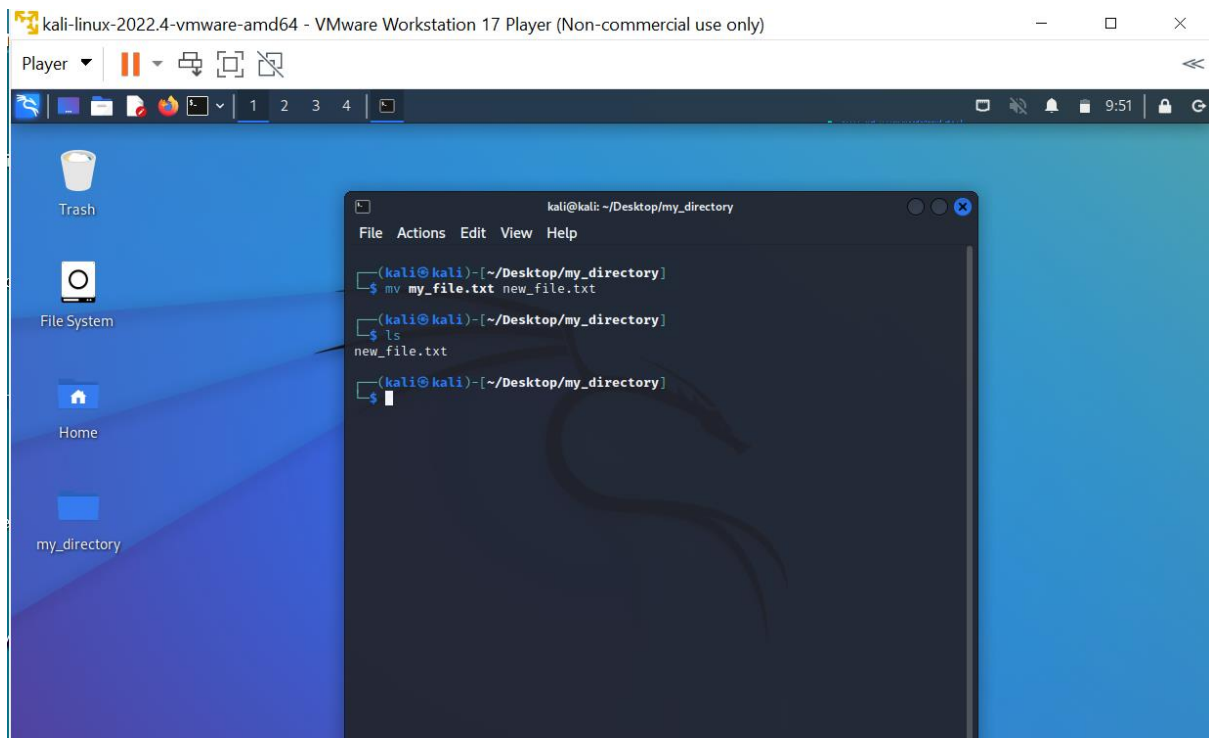 kali-linux-2022.4-vmware-amd64 - VMware Workstation 17 Player (Non-commercial use only)
Player
1 2 3 4
9:51
Trash
File System
Home
my_directory
kali@kali: ~/Desktop/my_directory
File Actions Edit View Help
┌──(kali㉿kali)-[~/Desktop/my_directory]
└─$ mv my_file.txt new_file.txt
┌──(kali㉿kali)-[~/Desktop/my_directory]
└─$ ls
new_file.txt
┌──(kali㉿kali)-[~/Desktop/my_directory]
└─$